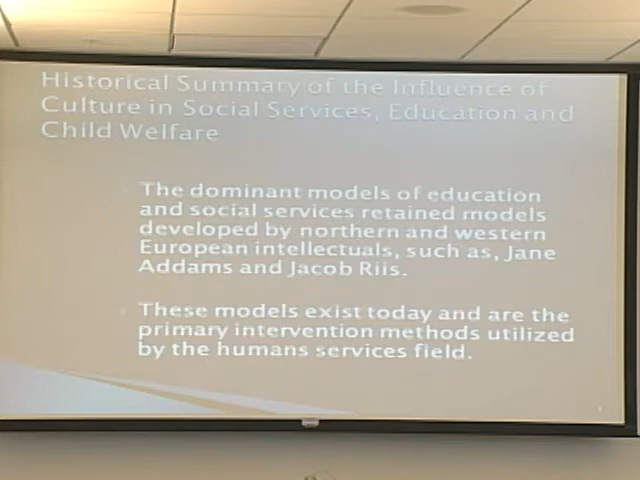 Historical Summary of the Influence of
Culture in Social Services, Education and
Child Welfare
The dominant models of education
and social services retained models
developed by northern and western
European intellectuals, such as, Jane
Addams and Jacob Riis.
These models exist today and are the
primary intervention methods utilized
by the humans services field.